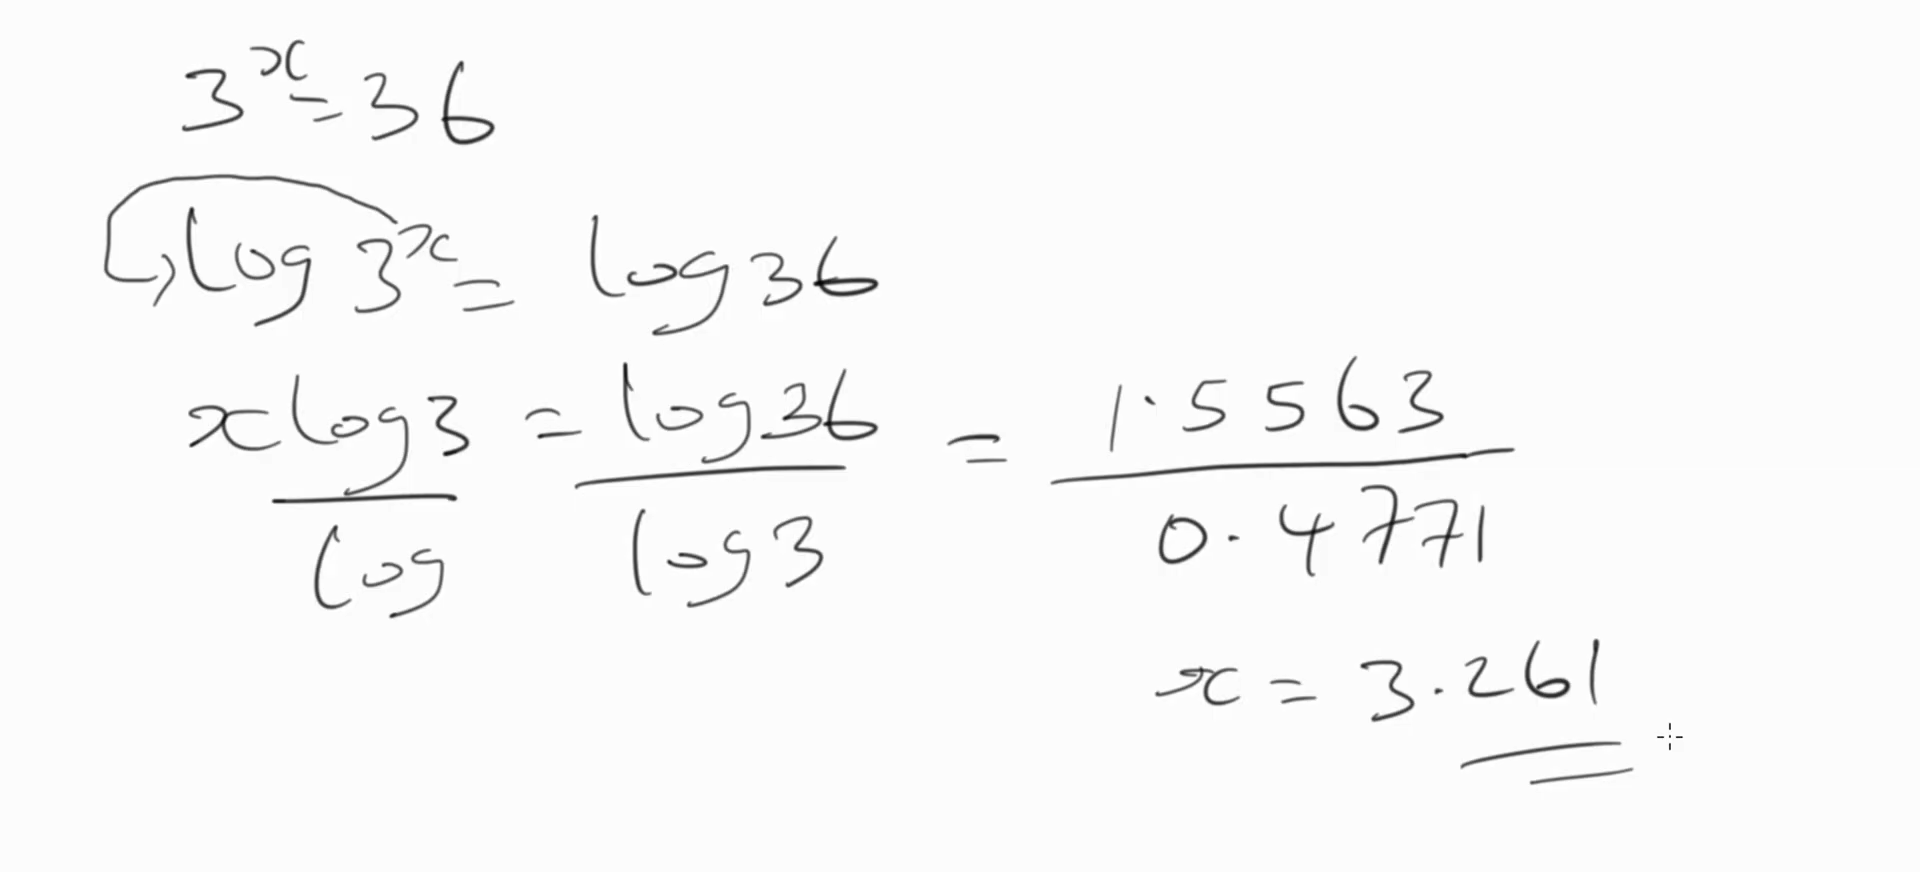 3^x = 36
log 3^x = log 36
x log 3 / log = log 36 / log 3 = 1.5563 / 0.4771
x = 3.261